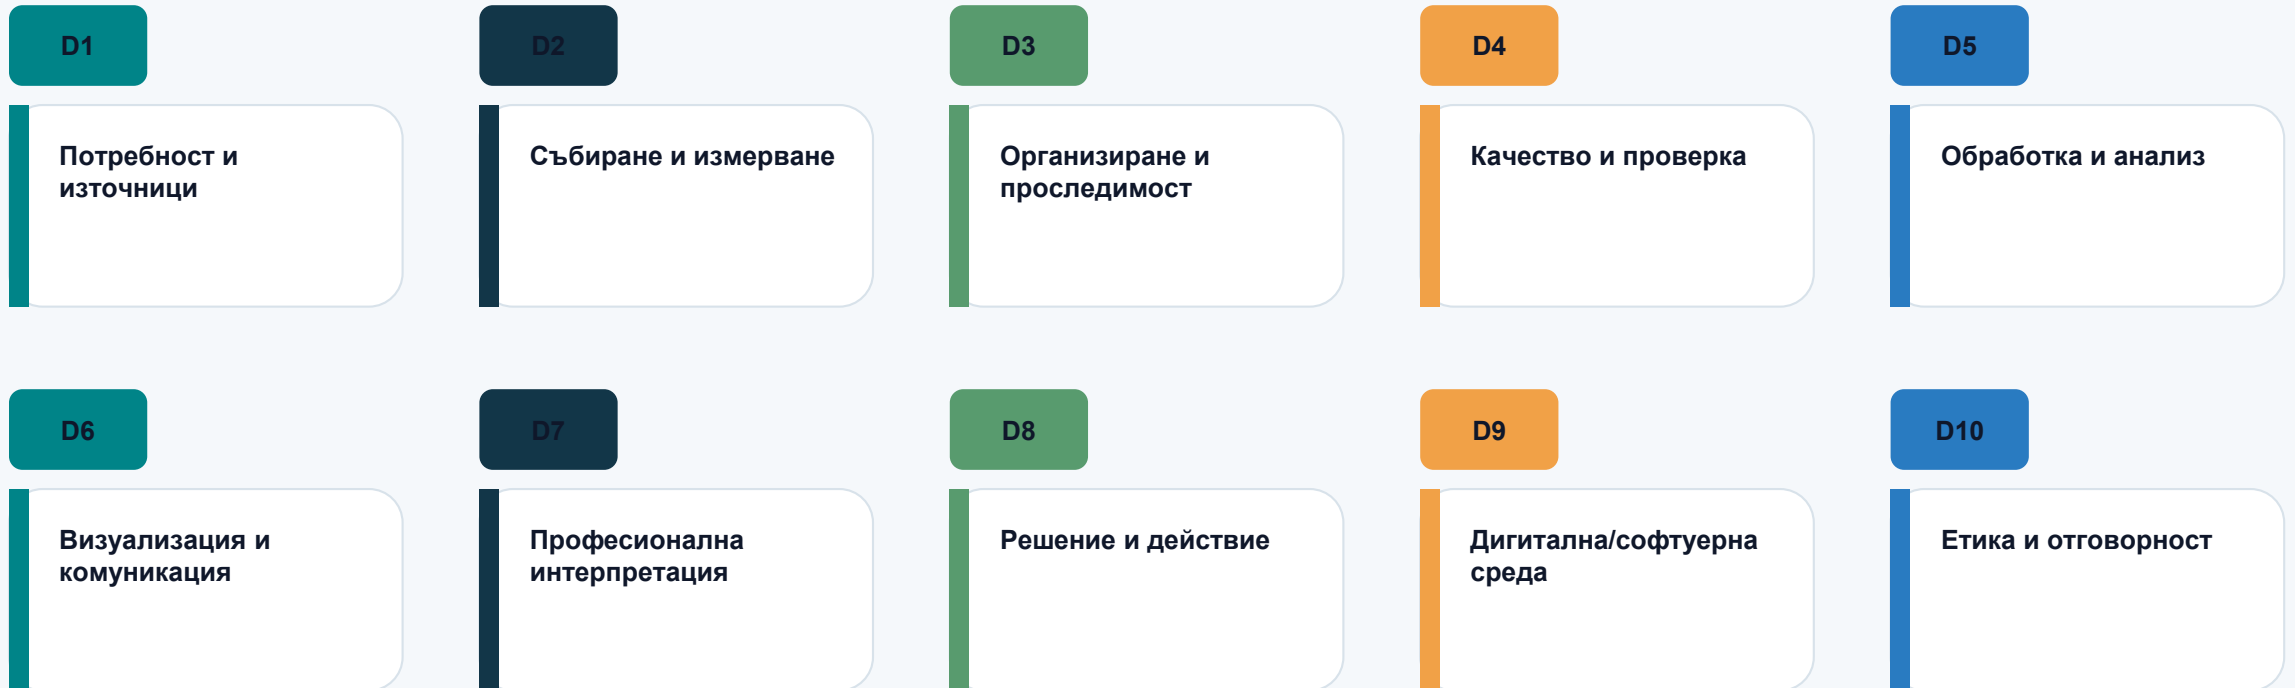 D1
D2
D3
D4
D5
Потребност и
източници
Събиране и измерване
Организиране и
проследимост
Качество и проверка
Обработка и анализ
D6
D7
D8
D9
D10
Визуализация и
комуникация
Професионална
интерпретация
Решение и действие
Дигитална/софтуерна
среда
Етика и отговорност